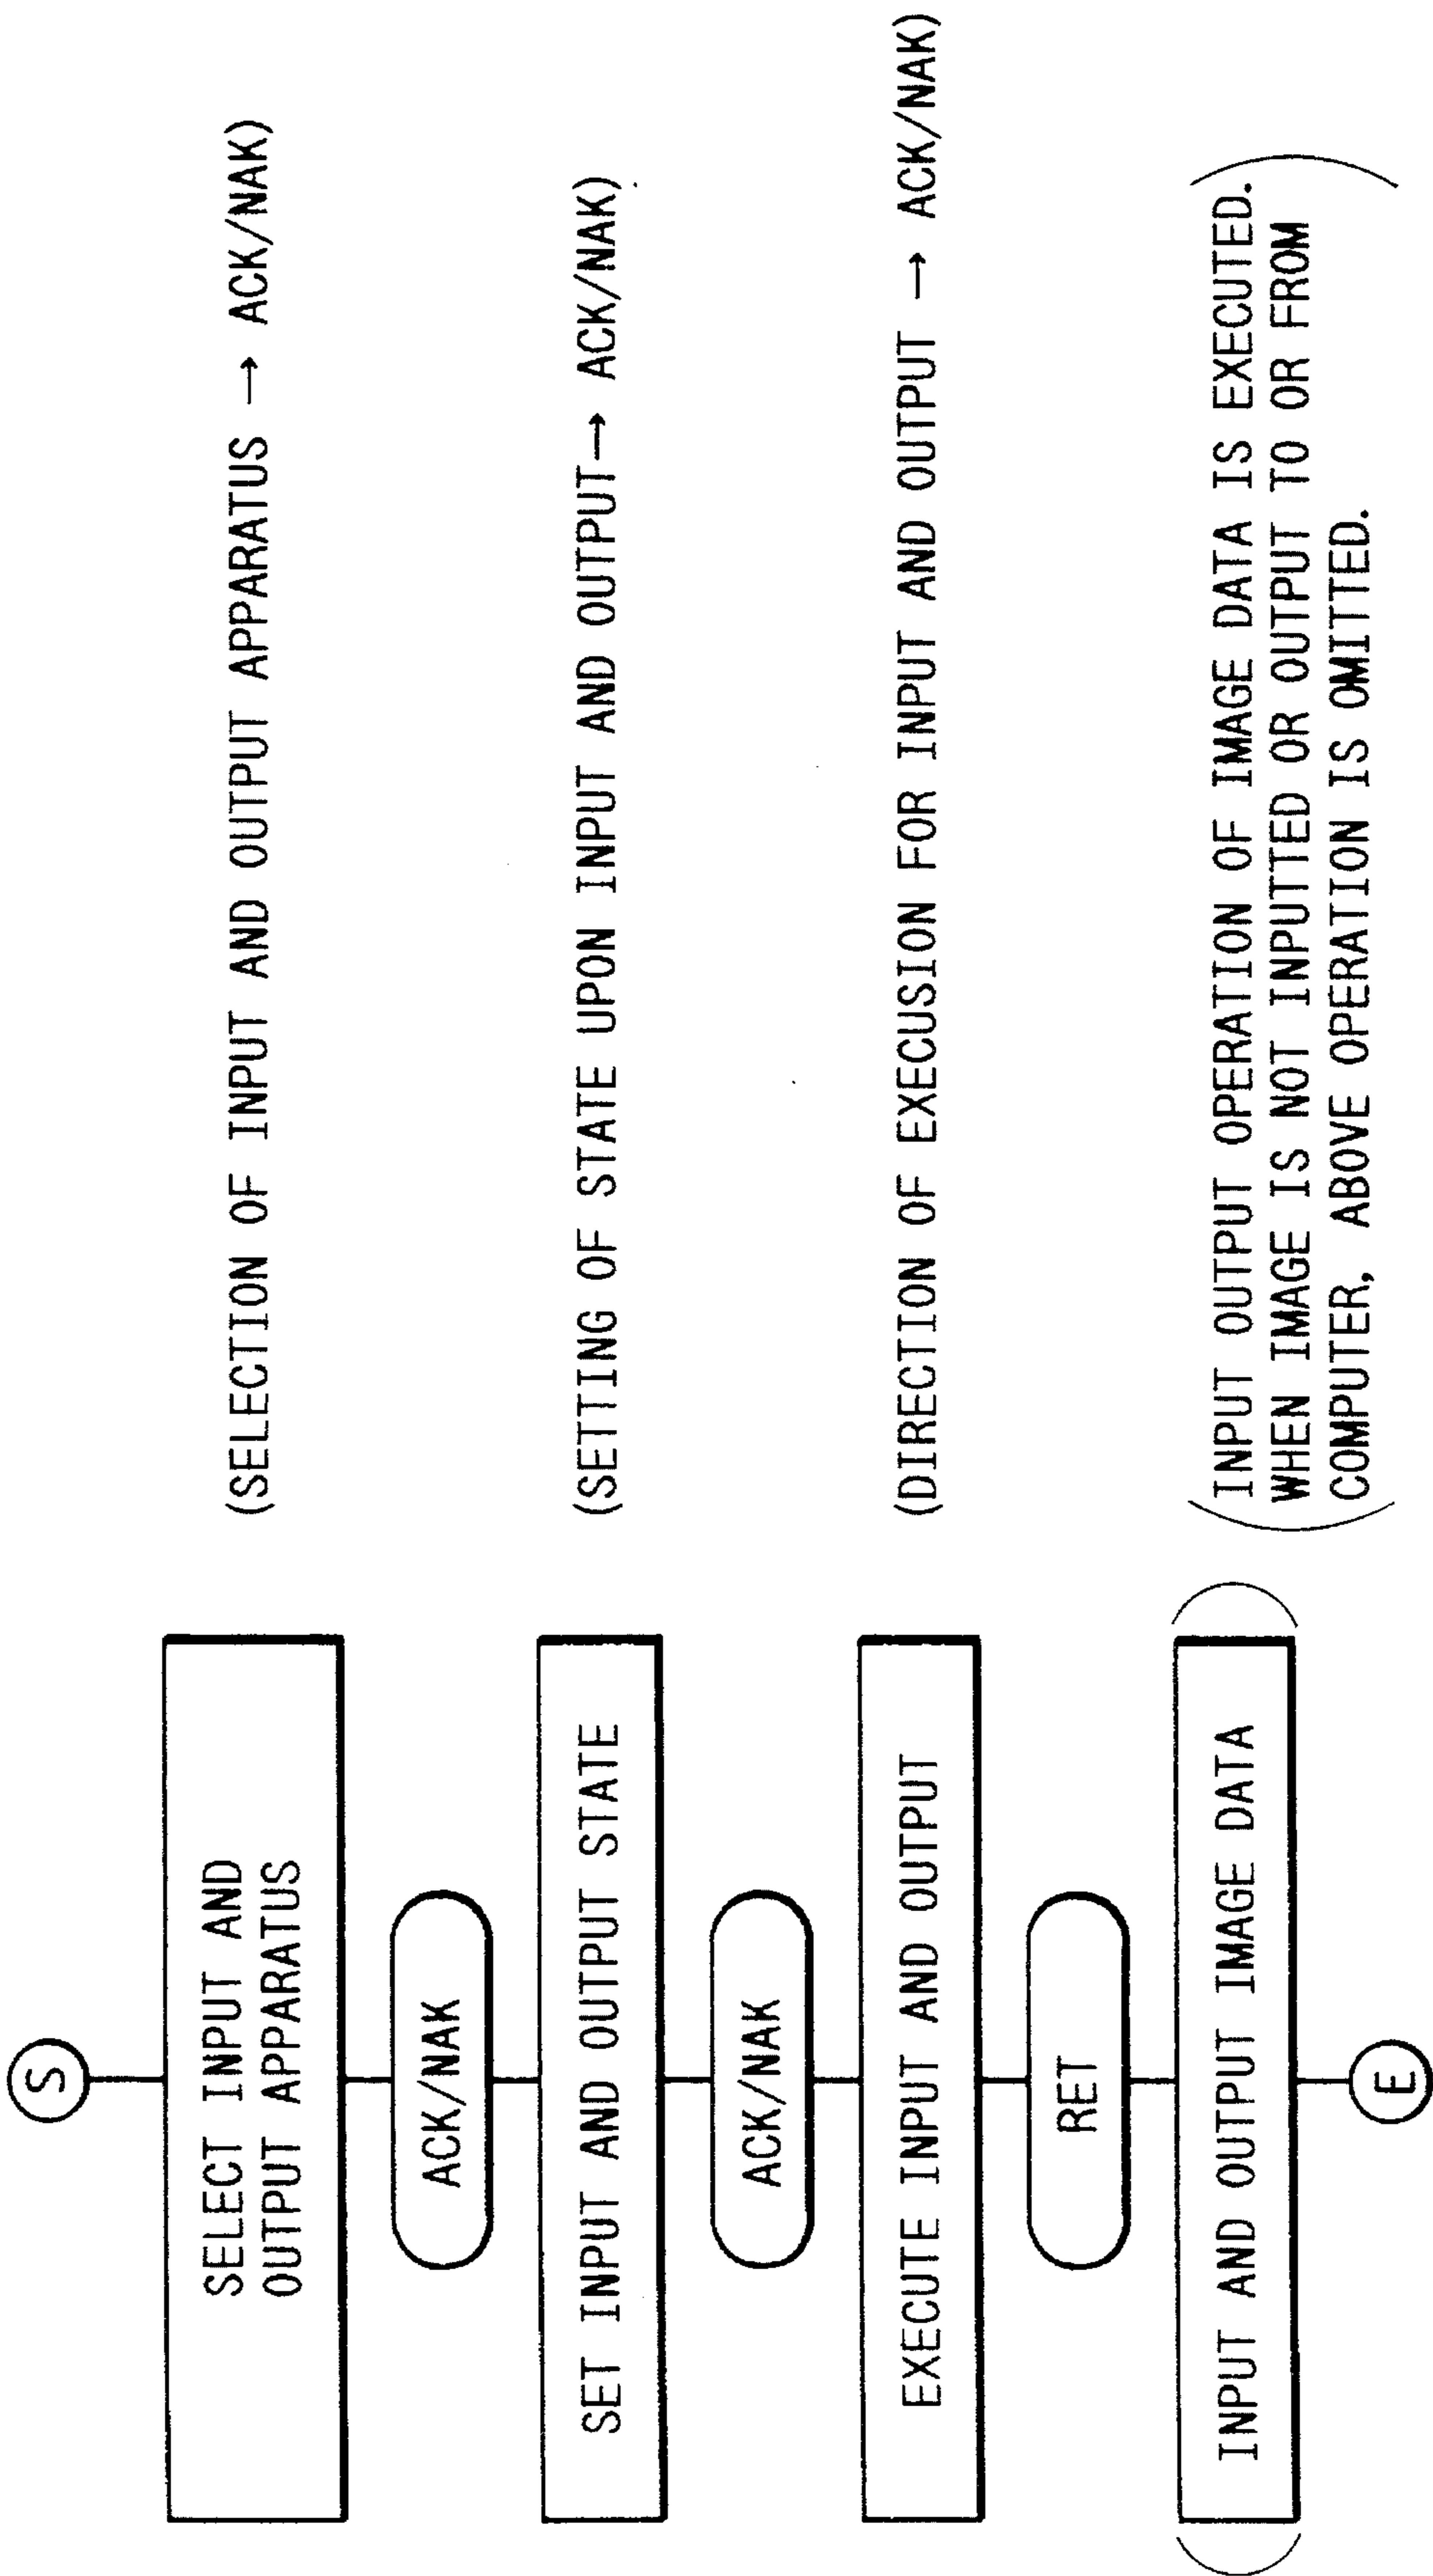 S
SELECT INPUT AND
OUTPUT APPARATUS
(SELECTION OF INPUT AND OUTPUT APPARATUS → ACK/NAK)
ACK/NAK
SET INPUT AND OUTPUT STATE
(SETTING OF STATE UPON INPUT AND OUTPUT → ACK/NAK)
ACK/NAK
EXECUTE INPUT AND OUTPUT
(DIRECTION OF EXECUSION FOR INPUT AND OUTPUT → ACK/NAK)
RET
(INPUT AND OUTPUT IMAGE DATA)
(INPUT OUTPUT OPERATION OF IMAGE DATA IS EXECUTED.
WHEN IMAGE IS NOT INPUTTED OR OUTPUT TO OR FROM
COMPUTER, ABOVE OPERATION IS OMITTED.)
E